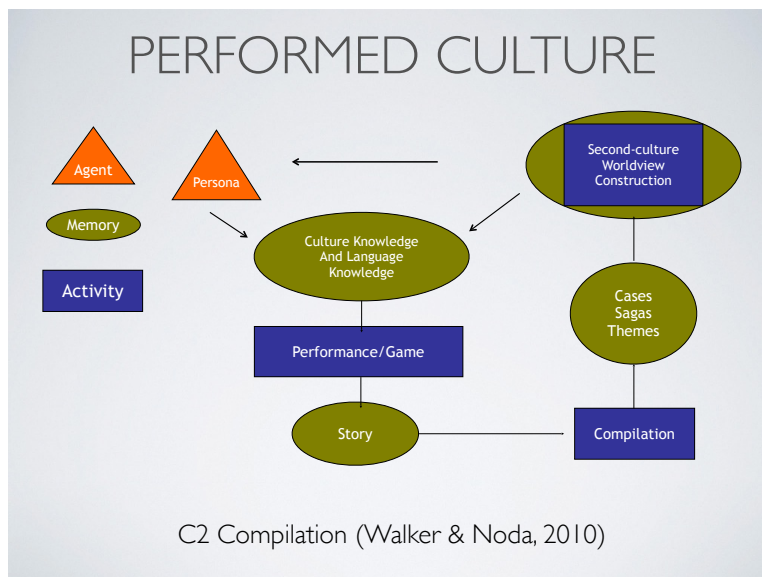 PERFORMED CULTURE
Agent
Persona
Memory
Activity
Culture Knowledge
And Language
Knowledge
Performance/Game
Story
Second-culture
Worldview
Construction
Cases
Sagas
Themes
Compilation
C2 Compilation (Walker & Noda, 2010)